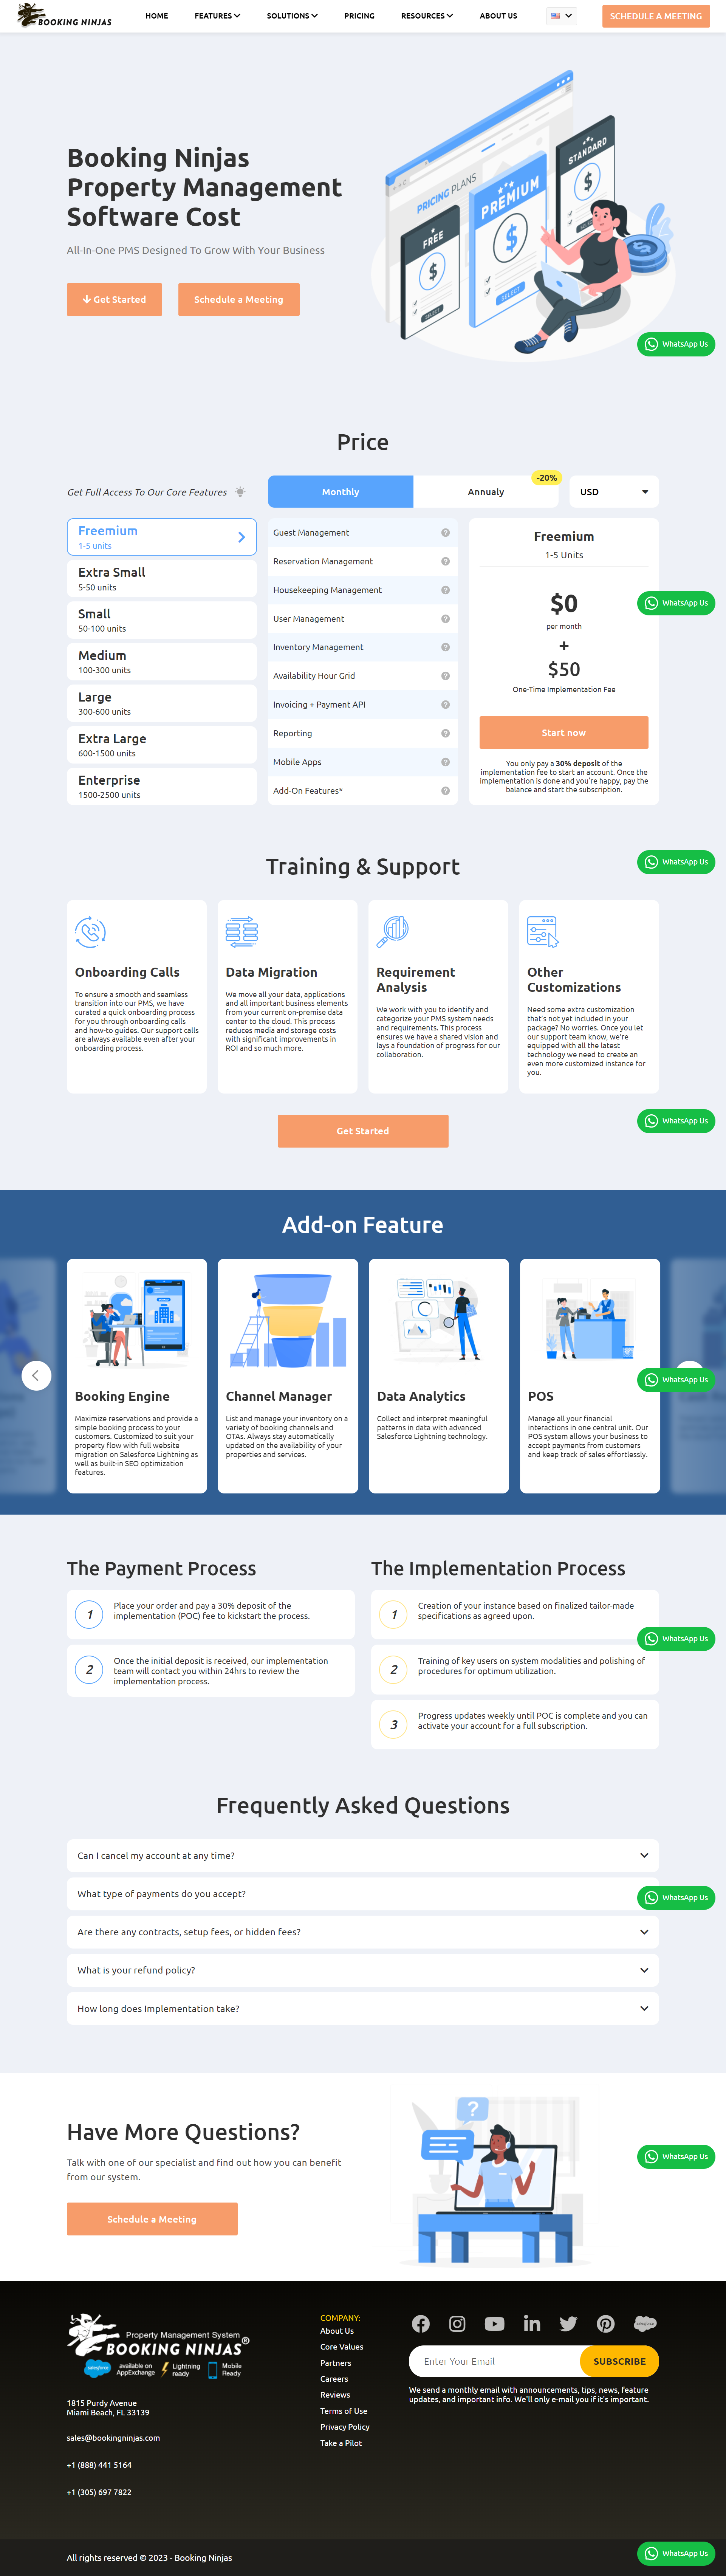 BOOKING NINJAS
HOME
FEATURES
SOLUTIONS
PRICING
RESOURCES
ABOUT US
SCHEDULE A MEETING
Booking Ninjas
Property Management
Software Cost
All-In-One PMS Designed To Grow With Your Business
Get Started
Schedule a Meeting
PRICING PLANS
FREE
$
SELECT
PREMIUM
$
SELECT
STANDARD
$
WhatsApp Us
Price
Get Full Access To Our Core Features
Monthly
Annualy
-20%
USD
Freemium
1-5 units
Extra Small
5-50 units
Small
50-100 units
Medium
100-300 units
Large
300-600 units
Extra Large
600-1500 units
Enterprise
1500-2500 units
Guest Management
Reservation Management
Housekeeping Management
User Management
Inventory Management
Availability Hour Grid
Invoicing + Payment API
Reporting
Mobile Apps
Add-On Features*
Freemium
1-5 Units
$0
per month
+
$50
One-Time Implementation Fee
Start now
You only pay a 30% deposit of the
implementation fee to start an account. Once the
implementation is done and you're happy, pay the
balance and start the subscription.
WhatsApp Us
Training & Support
WhatsApp Us
Onboarding Calls
To ensure a smooth and seamless
transition into our PMS, we have
curated a quick onboarding process
for you through onboarding calls
and how-to guides. Our support calls
are always available even after your
onboarding process.
Data Migration
We move all your data, applications
and all important business elements
from your current on-premise data
center to the cloud. This process
reduces media and storage costs
with significant improvements in
ROI and so much more.
Requirement
Analysis
We work with you to identify and
categorize your PMS system needs
and requirements. This process
ensures we have a shared vision and
lays a foundation of progress for our
collaboration.
Other
Customizations
Need some extra customization
that's not yet included in your
package? No worries. Once you let
our support team know, we're
equipped with all the latest
technology we need to create an
even more customized instance for
you.
Get Started
WhatsApp Us
Add-on Feature
Booking Engine
Maximize reservations and provide a
simple booking process to your
customers. Customized to suit your
property flow with full website
migration on Salesforce Lightning as
well as built-in SEO optimization
features.
Channel Manager
List and manage your inventory on a
variety of booking channels and
OTAs. Always stay automatically
updated on the availability of your
properties and services.
Data Analytics
Collect and interpret meaningful
patterns in data with advanced
Salesforce Lightning technology.
POS
Manage all your financial
interactions in one central unit. Our
POS system allows your business to
accept payments from customers
and keep track of sales effortlessly.
WhatsApp Us
The Payment Process
1
Place your order and pay a 30% deposit of the
implementation (POC) fee to kickstart the process.
2
Once the initial deposit is received, our implementation
team will contact you within 24hrs to review the
implementation process.
The Implementation Process
1
Creation of your instance based on finalized tailor-made
specifications as agreed upon.
2
Training of key users on system modalities and polishing of
procedures for optimum utilization.
3
Progress updates weekly until POC is complete and you can
activate your account for a full subscription.
WhatsApp Us
Frequently Asked Questions
Can I cancel my account at any time?
What type of payments do you accept?
Are there any contracts, setup fees, or hidden fees?
What is your refund policy?
How long does Implementation take?
WhatsApp Us
Have More Questions?
Talk with one of our specialist and find out how you can benefit
from our system.
Schedule a Meeting
?
WhatsApp Us
Property Management System
BOOKING NINJAS®
salesforce
available on
AppExchange
Lightning
ready
Mobile
Ready
1815 Purdy Avenue
Miami Beach, FL 33139
sales@bookingninjas.com
+1 (888) 441 5164
+1 (305) 697 7822
COMPANY:
About Us
Core Values
Partners
Careers
Reviews
Terms of Use
Privacy Policy
Take a Pilot
Enter Your Email
SUBSCRIBE
We send a monthly email with announcements, tips, news, feature
updates, and important info. We'll only e-mail you if it's important.
All rights reserved © 2023 - Booking Ninjas
WhatsApp Us